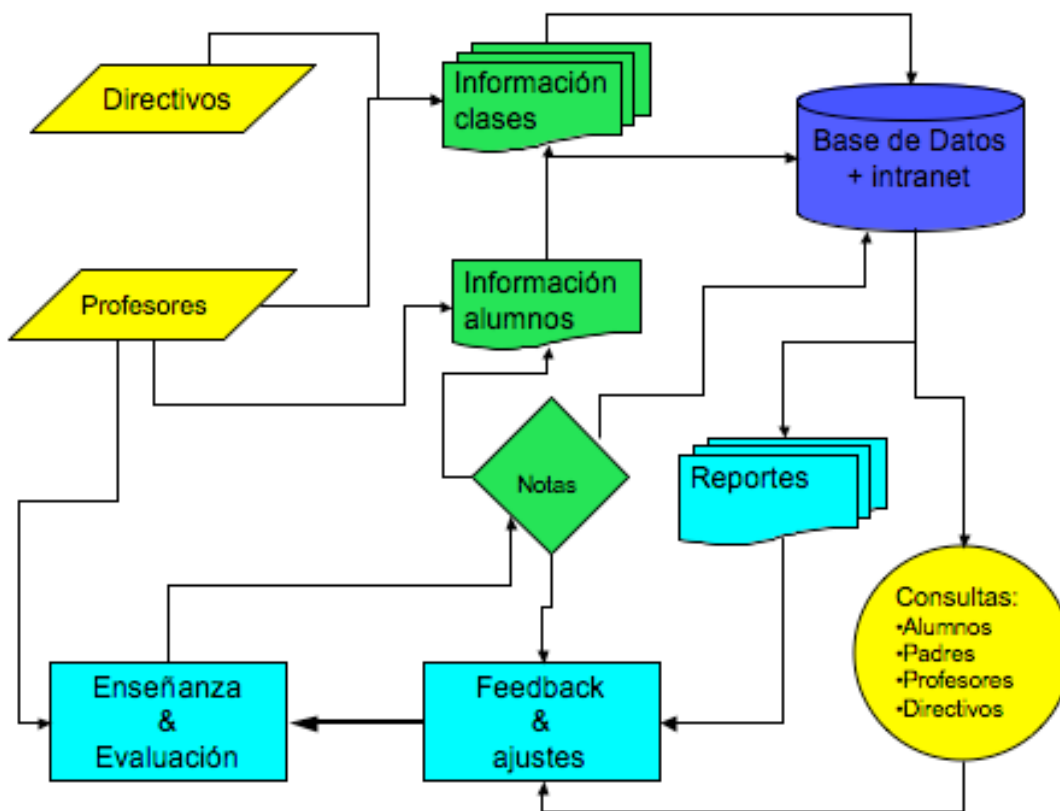 Directivos
Información
clases
Base de Datos
+ intranet
Profesores
Información
alumnos
Notas
Reportes
Consultas:
•Alumnos
•Padres
•Profesores
•Directivos
Enseñanza
&
Evaluación
Feedback
&
ajustes